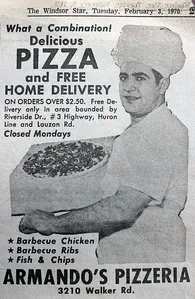 The Windsor Star, Tuesday, February 3, 1970
What a Combination!
Delicious
PIZZA
and FREE
HOME DELIVERY
ON ORDERS OVER $2.50. Free De-
livery only in area bounded by
Riverside Dr., #3 Highway, Huron
Line and Lauzon Rd.
Closed Mondays
★ Barbecue Chicken
★ Barbecue Ribs
★ Fish & Chips
ARMANDO'S PIZZERIA
3210 Walker Rd.